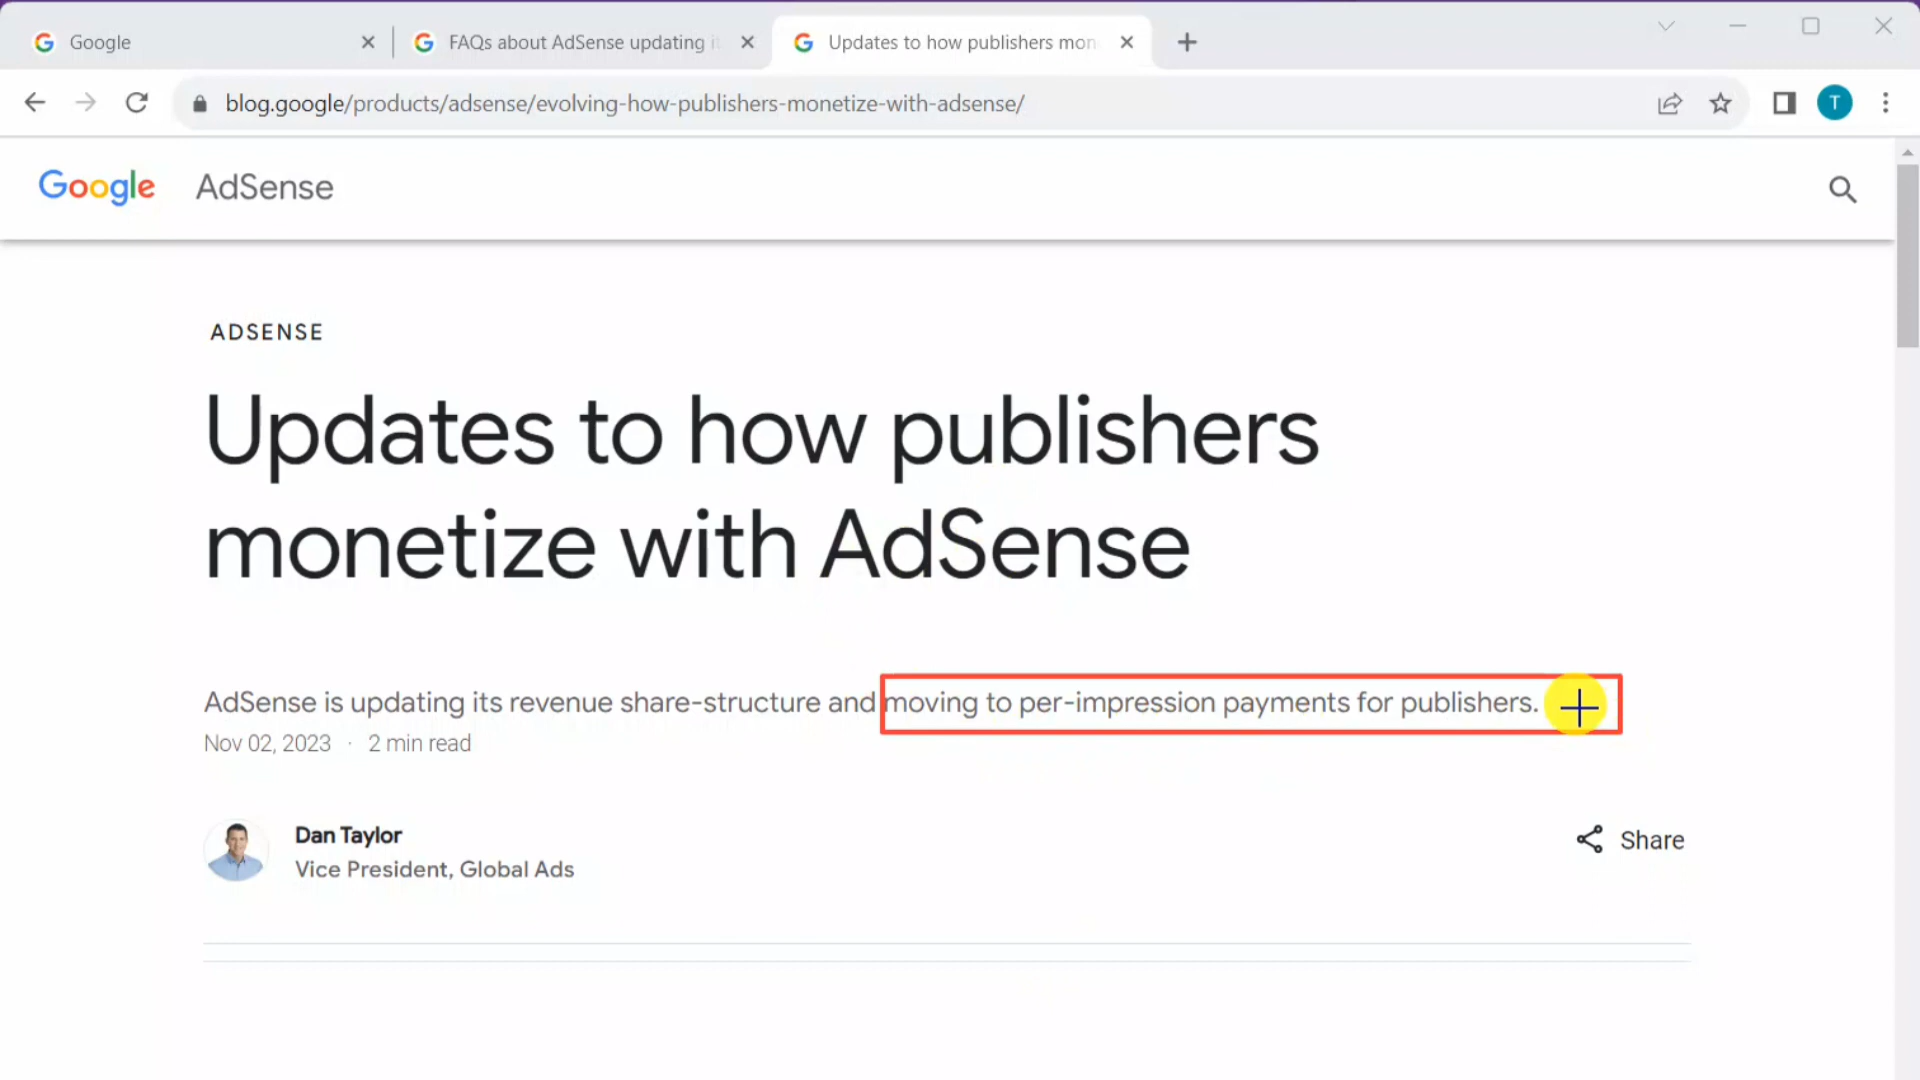 Google
FAQs about AdSense updating i
Updates to how publishers mon
blog.google/products/adsense/evolving-how-publishers-monetize-with-adsense/
T
Google AdSense
ADSENSE
Updates to how publishers
monetize with AdSense
AdSense is updating its revenue share-structure and moving to per-impression payments for publishers.
Nov 02, 2023 · 2 min read
Dan Taylor
Vice President, Global Ads
Share